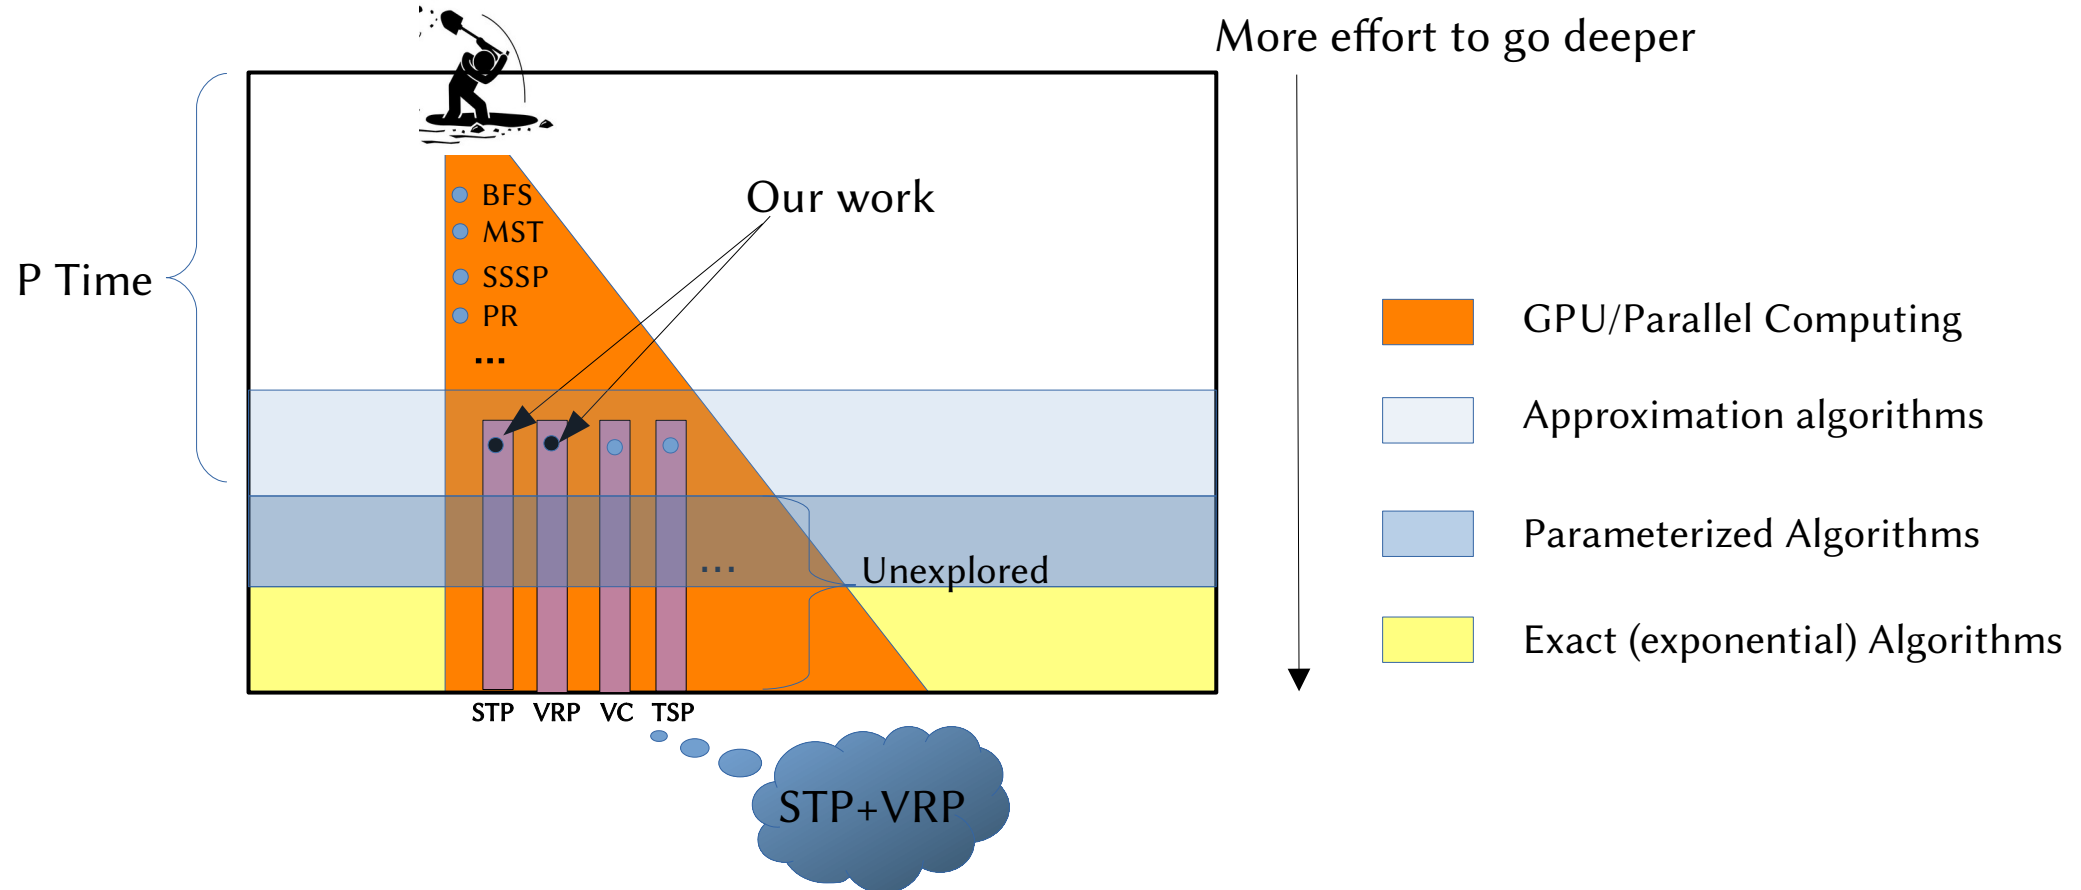 More effort to go deeper
BFS
MST
SSSP
PR
...
Our work
P Time
GPU/Parallel Computing
Approximation algorithms
Parameterized Algorithms
Exact (exponential) Algorithms
...
Unexplored
STP VRP VC TSP
STP+VRP